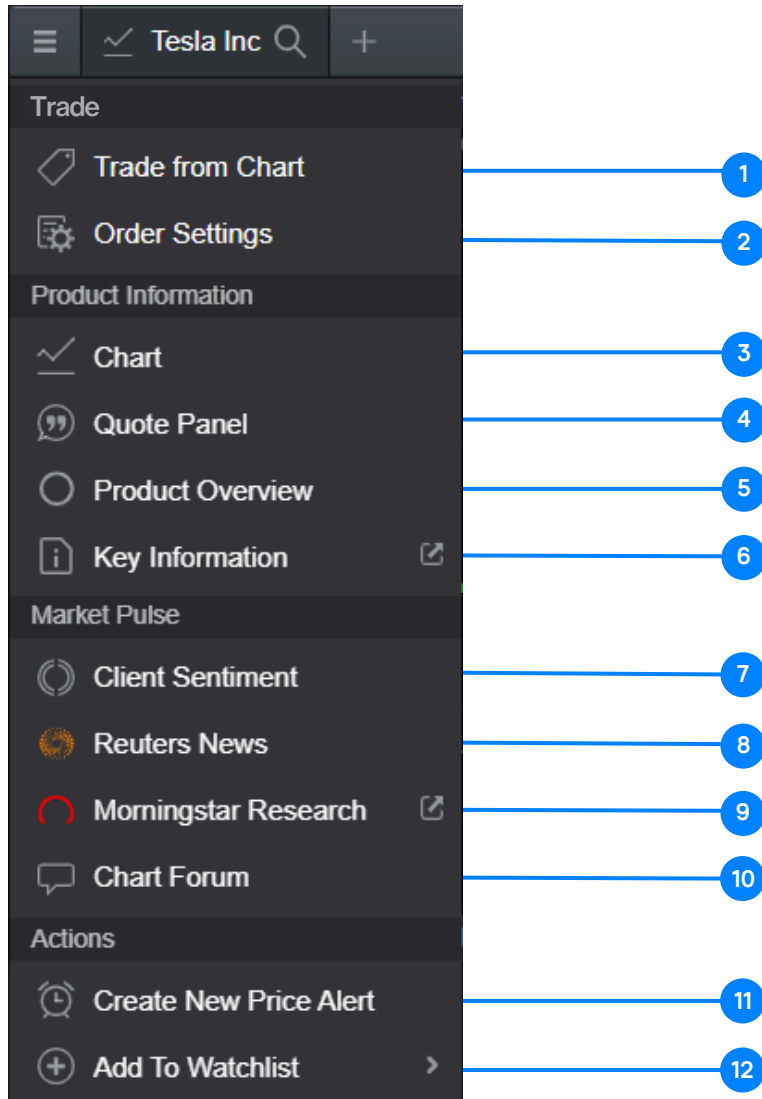 Tesla Inc
Trade
Trade from Chart 1
Order Settings 2
Product Information
Chart 3
Quote Panel 4
Product Overview 5
Key Information 6
Market Pulse
Client Sentiment 7
Reuters News 8
Morningstar Research 9
Chart Forum 10
Actions
Create New Price Alert 11
Add To Watchlist 12